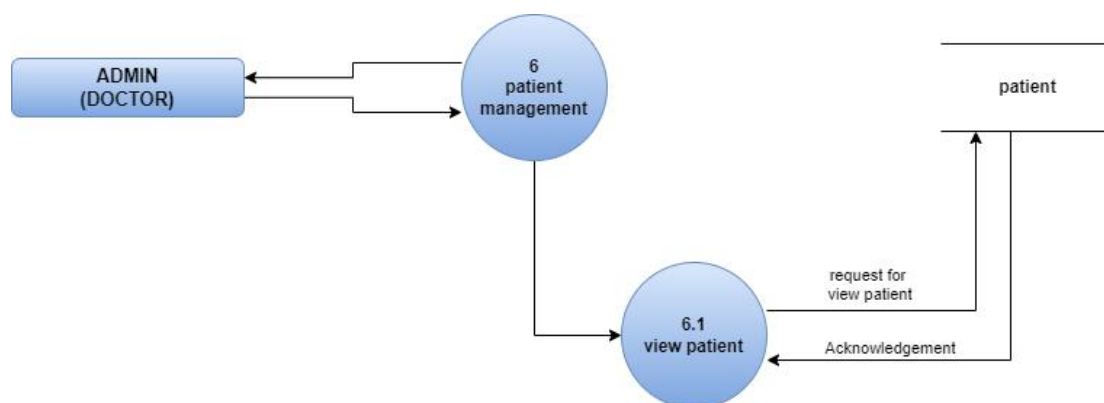 ADMIN
(DOCTOR)
6
patient
management
patient
request for
view patient
6.1
view patient
Acknowledgement